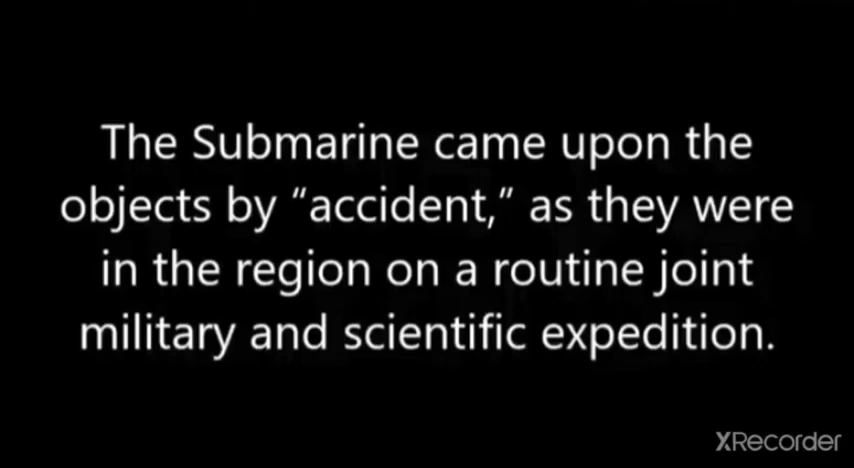 The Submarine came upon the
objects by “accident,” as they were
in the region on a routine joint
military and scientific expedition.
XRecorder